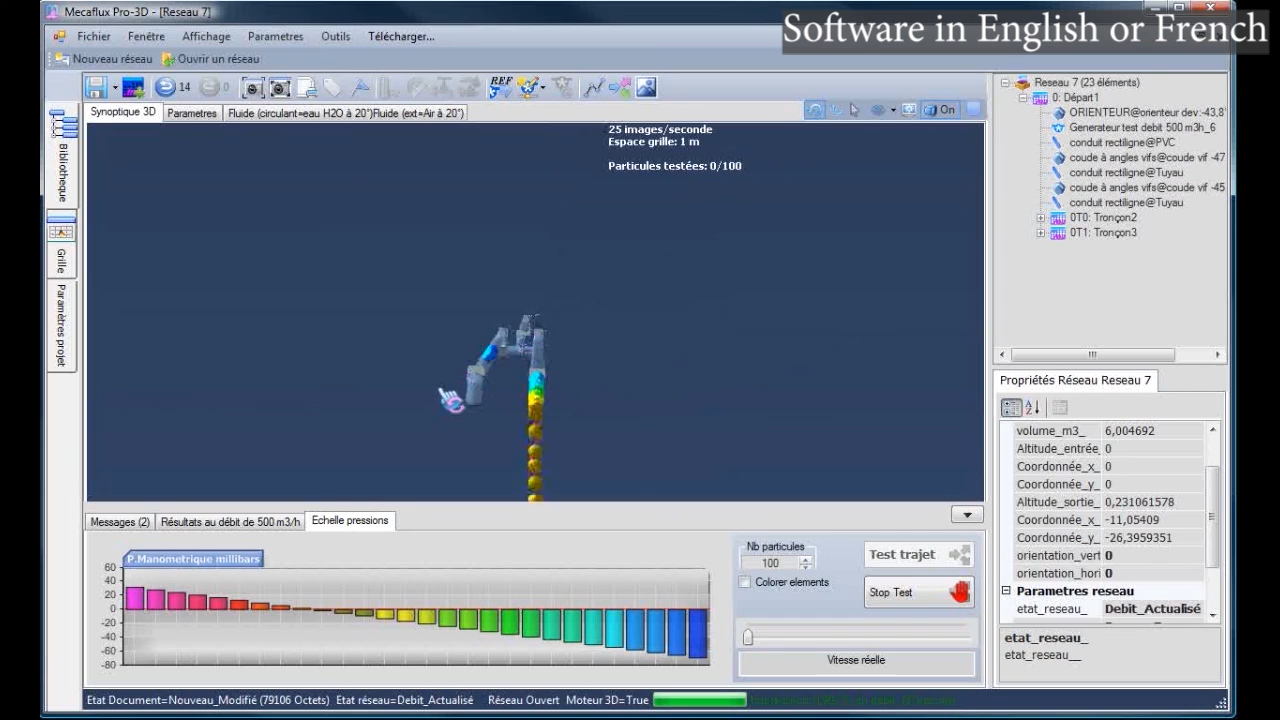 Mecaflux Pro-3D - [Reseau 7]
Software in English or French
Fichier Fenêtre Affichage Parametres Outils Télécharger...
Nouveau réseau Ouvrir un réseau
14 0 REF
Synoptique 3D Parametres Fluide (circulant=eau H2O à 20°)Fluide (ext=Air à 20°) On
Bibliotheque
Grille
Paramètres projet
25 images/seconde
Espace grille: 1 m
Particules testées: 0/100
Reseau 7 (23 éléments)
0: Départ1
ORIENTEUR@orienteur dev:-43,8°
Generateur test debit 500 m3h_6
conduit rectiligne@PVC
coude à angles vifs@coude vif -47
conduit rectiligne@Tuyau
coude à angles vifs@coude vif -45
conduit rectiligne@Tuyau
0T0: Tronçon2
0T1: Tronçon3
Propriétés Réseau Reseau 7
volume_m3_ 6,004692
Altitude_entrée_ 0
Coordonnée_x_ 0
Coordonnée_y_ 0
Altitude_sortie_ 0,231061578
Coordonnée_x_ -11,05409
Coordonnée_y_ -26,3959351
orientation_vert 0
orientation_hori 0
Parametres reseau
etat_reseau_ Debit_Actualisé
etat_reseau_
etat_reseau__
Messages (2) Résultats au débit de 500 m3/h Echelle pressions
P.Manometrique millibars
60
40
20
0
-20
-40
-60
-80
Nb particules
100
Colorer elements
Test trajet
Stop Test
Vitesse réelle
Etat Document=Nouveau_Modifié (79106 Octets) Etat réseau=Debit_Actualisé Réseau Ouvert Moteur 3D=True